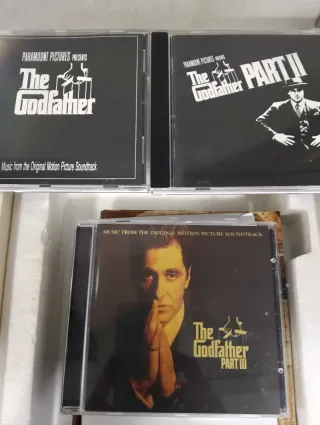 PARAMOUNT PICTURES PRESENTS
The
Godfather
Music from the Original Motion Picture Soundtrack
PARAMOUNT PICTURES PRESENTS
The
Godfather PART II
MUSIC FROM THE ORIGINAL MOTION PICTURE SOUNDTRACK
The
Godfather
PART III